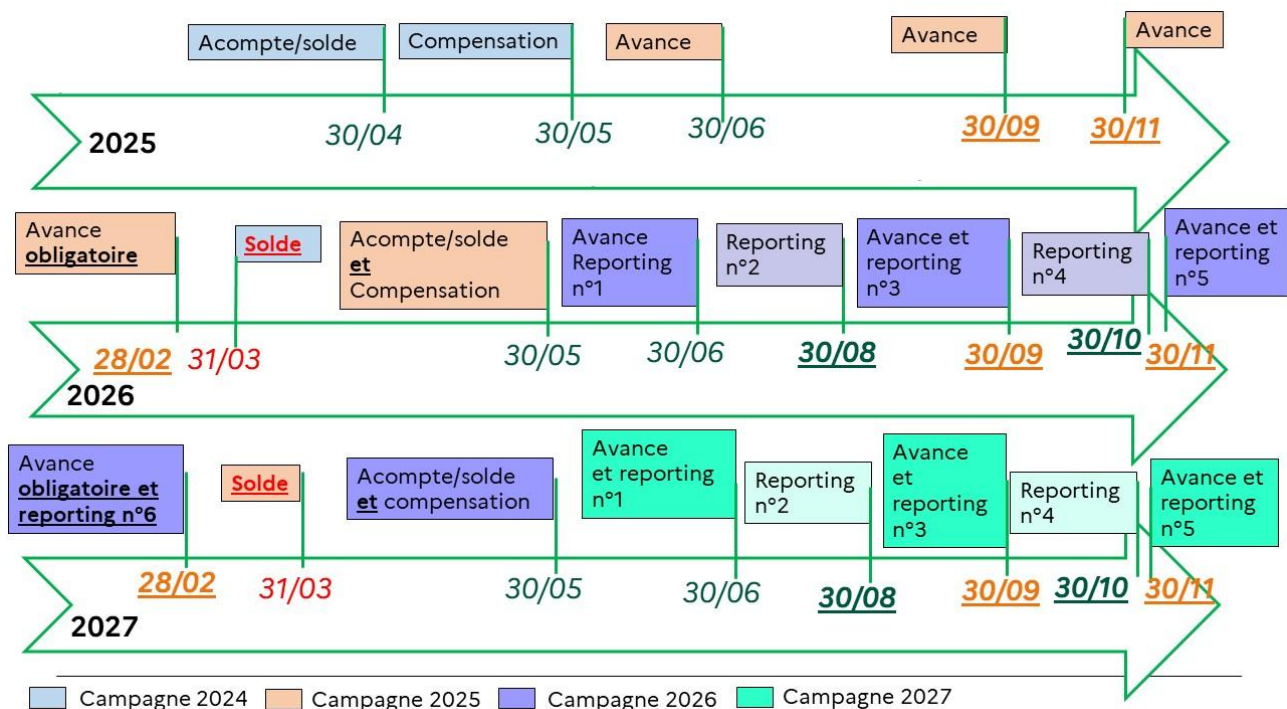 Acompte/solde
Compensation
Avance
Avance
Avance
2025
30/04
30/05
30/06
30/09
30/11
Avance
obligatoire
Solde
Acompte/solde
et
Compensation
Avance
Reporting
n°1
Reporting
n°2
Avance et
reporting
n°3
Reporting
n°4
Avance et
reporting
n°5
28/02
31/03
30/05
30/06
30/08
30/09
30/10
30/11
2026
Avance
obligatoire et
reporting n°6
Solde
Acompte/solde
et compensation
Avance
et reporting
n°1
Reporting
n°2
Avance
et
reporting
n°3
Reporting
n°4
Avance et
reporting
n°5
28/02
31/03
30/05
30/06
30/08
30/09
30/10
30/11
2027
Campagne 2024
Campagne 2025
Campagne 2026
Campagne 2027